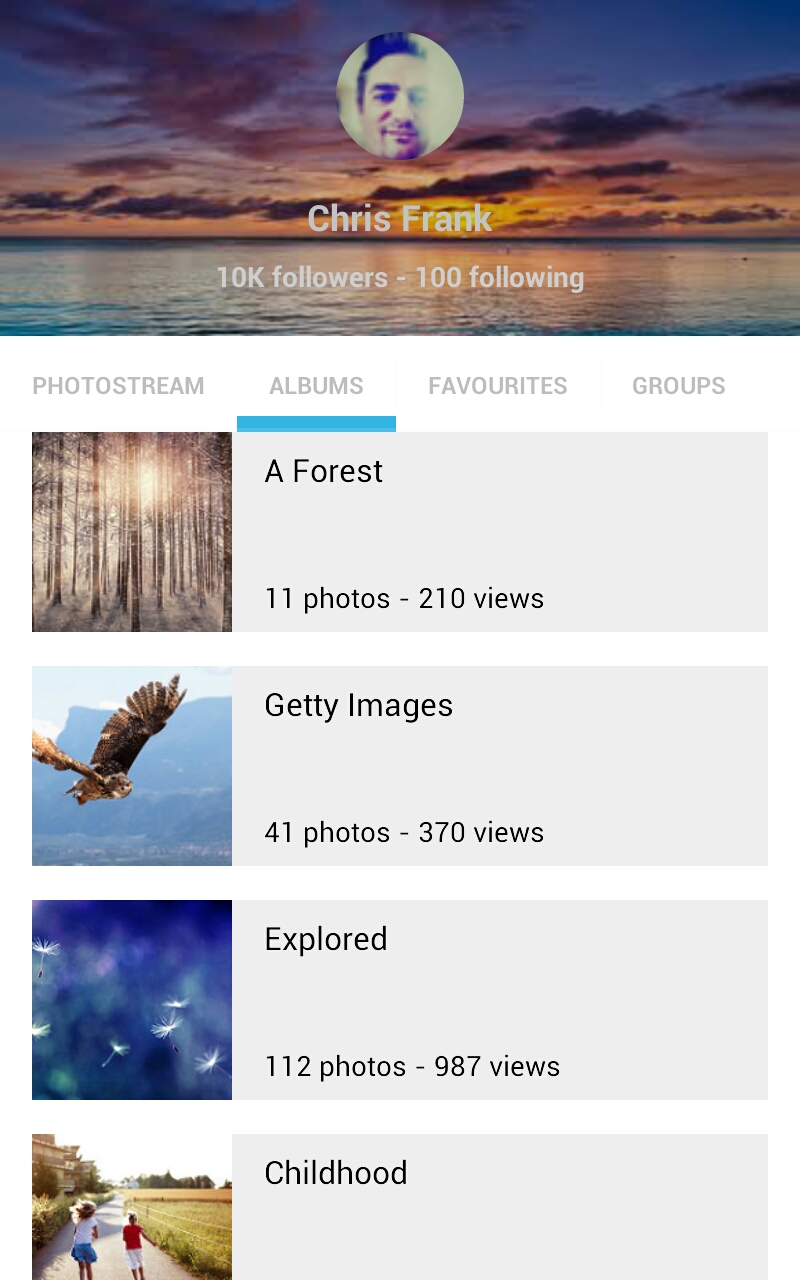 Chris Frank
10K followers - 100 following
PHOTOSTREAM ALBUMS FAVOURITES GROUPS
A Forest
11 photos - 210 views
Getty Images
41 photos - 370 views
Explored
112 photos - 987 views
Childhood